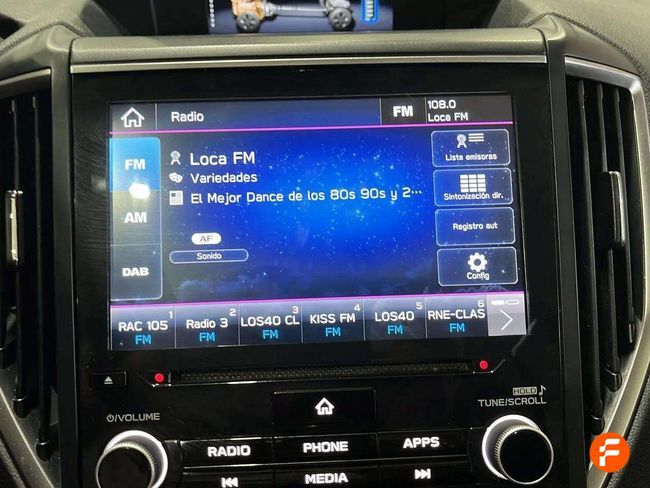 Radio
FM
108.0
Loca FM
FM
AM
DAB
Loca FM
Variedades
El Mejor Dance de los 80s 90s y 2···
AF
Sonido
Lista emisoras
Sintonización dir.
Registro aut
Config
1
RAC 105
FM
2
Radio 3
FM
3
LOS40 CL
FM
4
KISS FM
FM
5
LOS40
FM
6
RNE-CLAS
FM
VOLUME
HOLD
TUNE/SCROLL
RADIO
PHONE
APPS
MEDIA